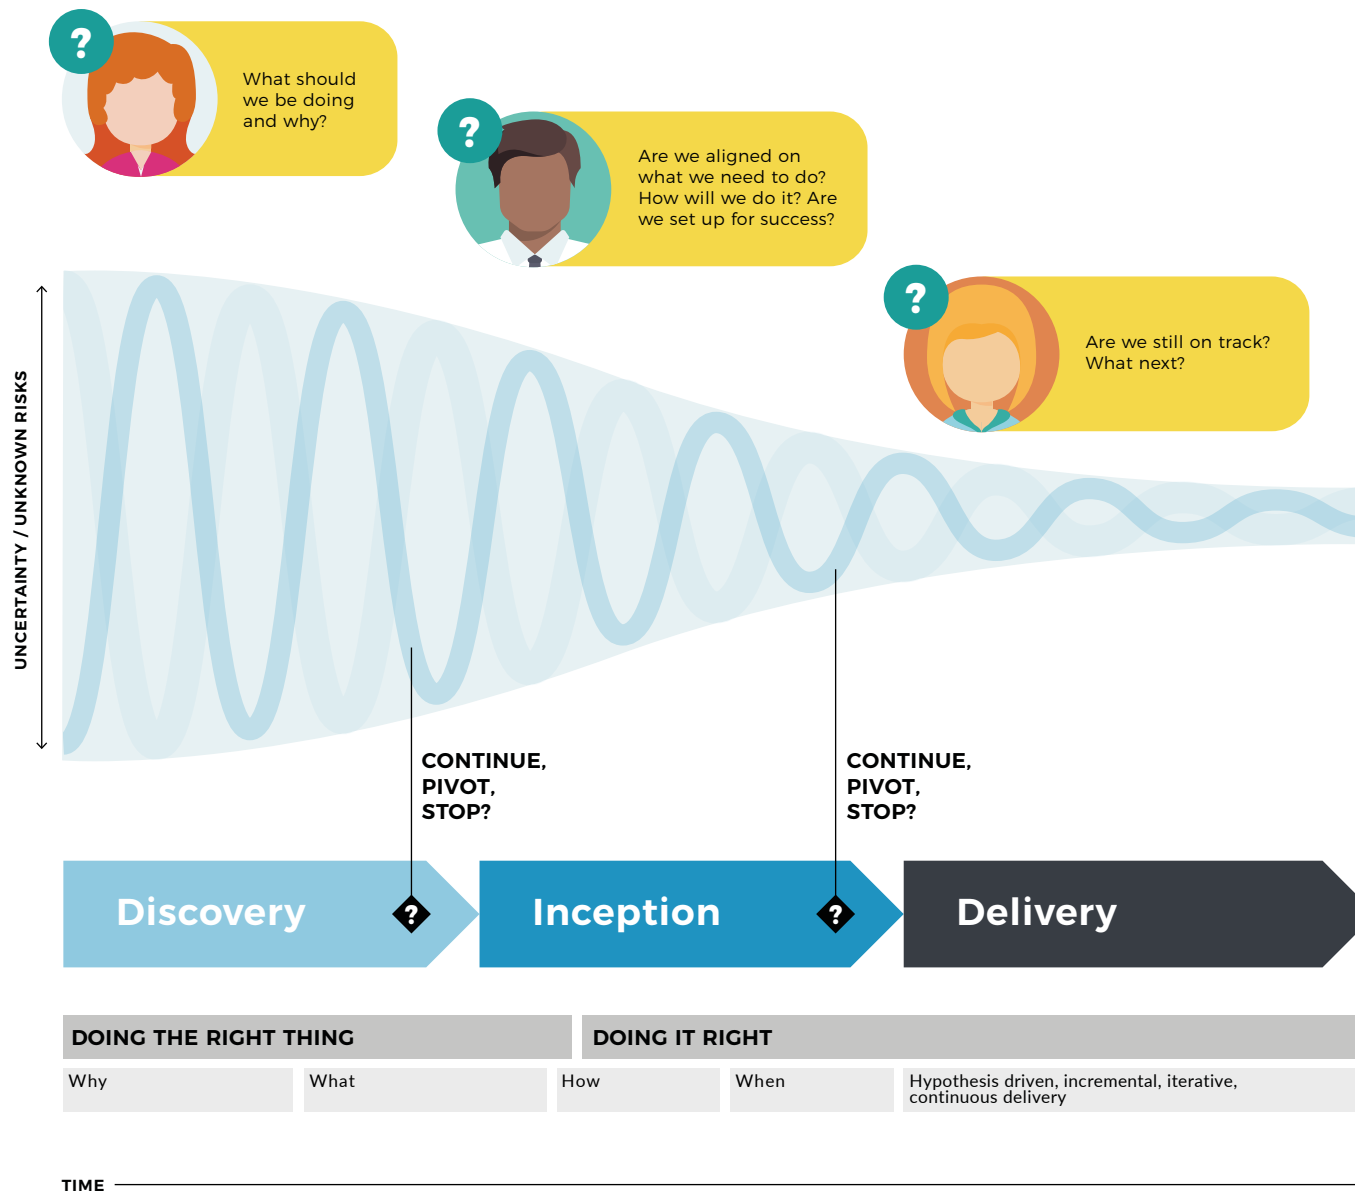 ?
What should
we be doing
and why?
?
Are we aligned on
what we need to do?
How will we do it? Are
we set up for success?
?
Are we still on track?
What next?
UNCERTAINTY / UNKNOWN RISKS
CONTINUE,
PIVOT,
STOP?
CONTINUE,
PIVOT,
STOP?
Discovery
?
Inception
?
Delivery
DOING THE RIGHT THING
DOING IT RIGHT
Why
What
How
When
Hypothesis driven, incremental, iterative,
continuous delivery
TIME